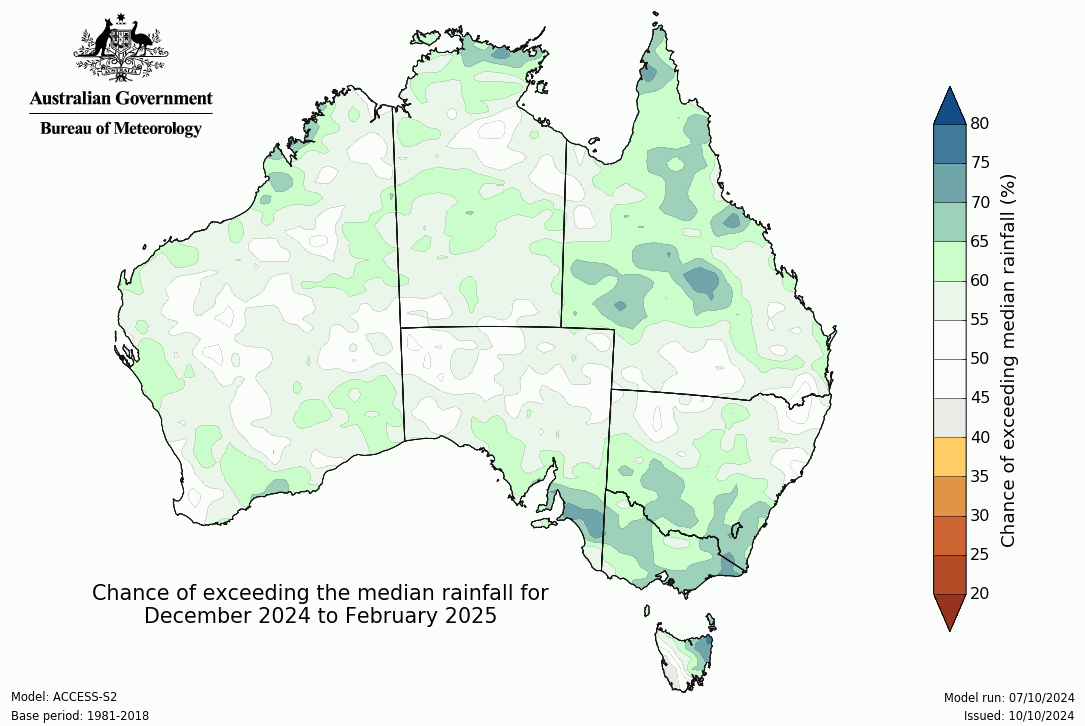 Australian Government
Bureau of Meteorology
80
75
70
65
60
55
50
45
40
35
30
25
20
Chance of exceeding median rainfall (%)
Chance of exceeding the median rainfall for
December 2024 to February 2025
Model: ACCESS-S2
Base period: 1981-2018
Model run: 07/10/2024
Issued: 10/10/2024